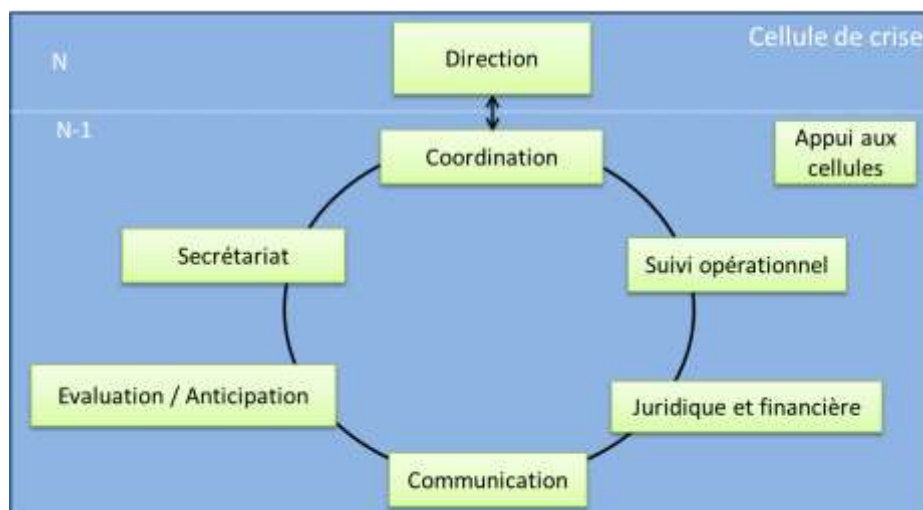 Cellule de crise
N
Direction
N-1
Coordination
Appui aux
cellules
Secrétariat
Suivi opérationnel
Evaluation / Anticipation
Juridique et financière
Communication